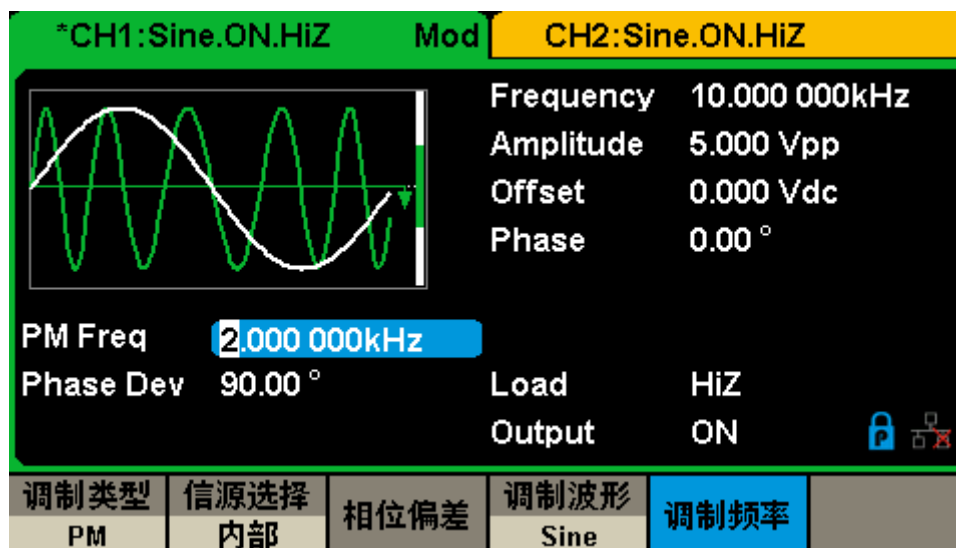 *CH1:Sine.ON.HiZ Mod CH2:Sine.ON.HiZ
Frequency 10.000 000kHz
Amplitude 5.000 Vpp
Offset 0.000 Vdc
Phase 0.00 °
PM Freq 2.000 000kHz
Phase Dev 90.00 °
Load HiZ
Output ON
调制类型 信源选择 相位偏差 调制波形 调制频率
PM 内部 Sine